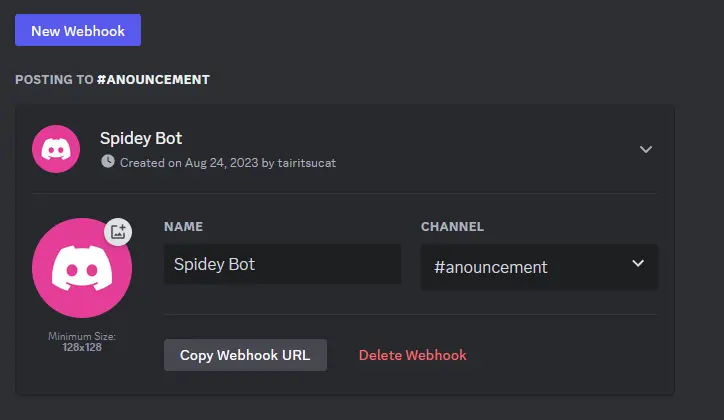 New Webhook
POSTING TO #ANOUNCEMENT
Spidey Bot
Created on Aug 24, 2023 by tairitsucat
NAME
CHANNEL
Spidey Bot
#anouncement
Minimum Size:
128x128
Copy Webhook URL
Delete Webhook